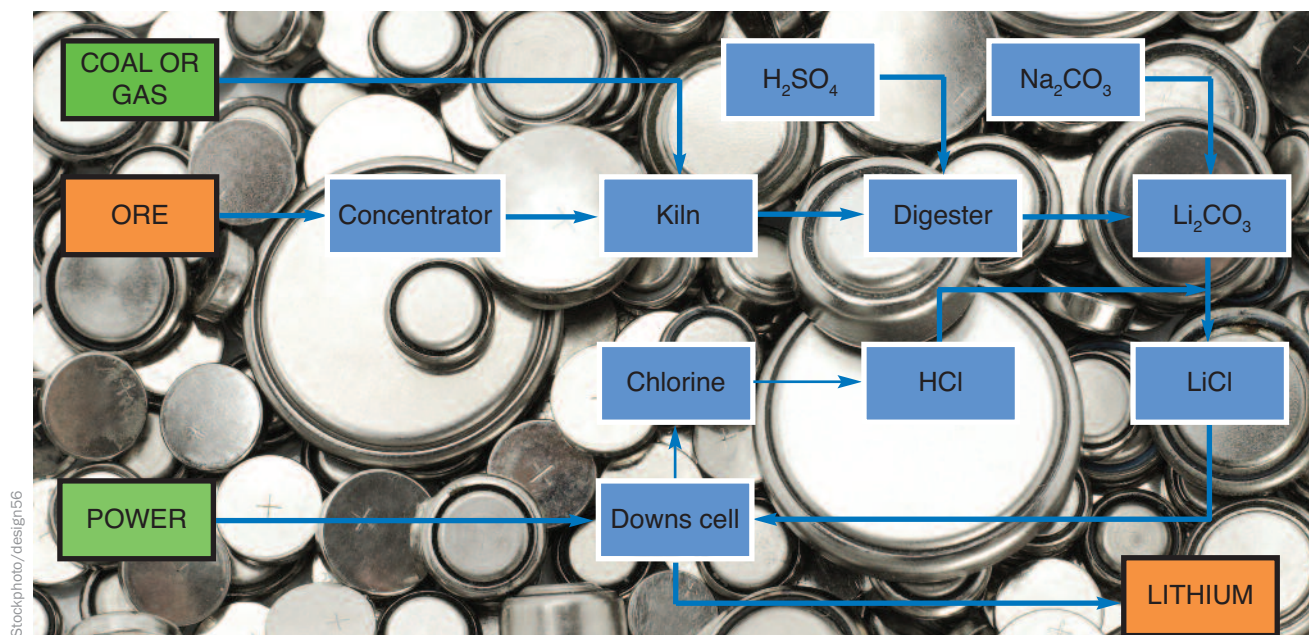 COAL OR
GAS
H₂SO₄
Na₂CO₃
ORE
Concentrator
Kiln
Digester
Li₂CO₃
Chlorine
HCl
LiCl
POWER
Downs cell
LITHIUM
Stockphoto/design56